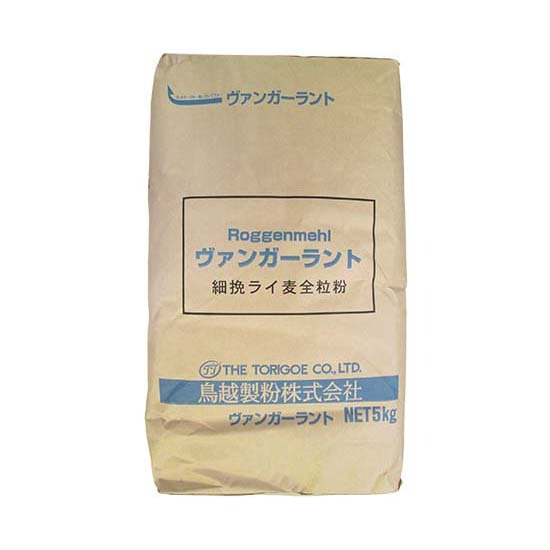 ヴァンガーラント
Roggenmehl
ヴァンガーラント
細挽ライ麦全粒粉
THE TORIGOE CO., LTD.
鳥越製粉株式会社
ヴァンガーラント NET5kg